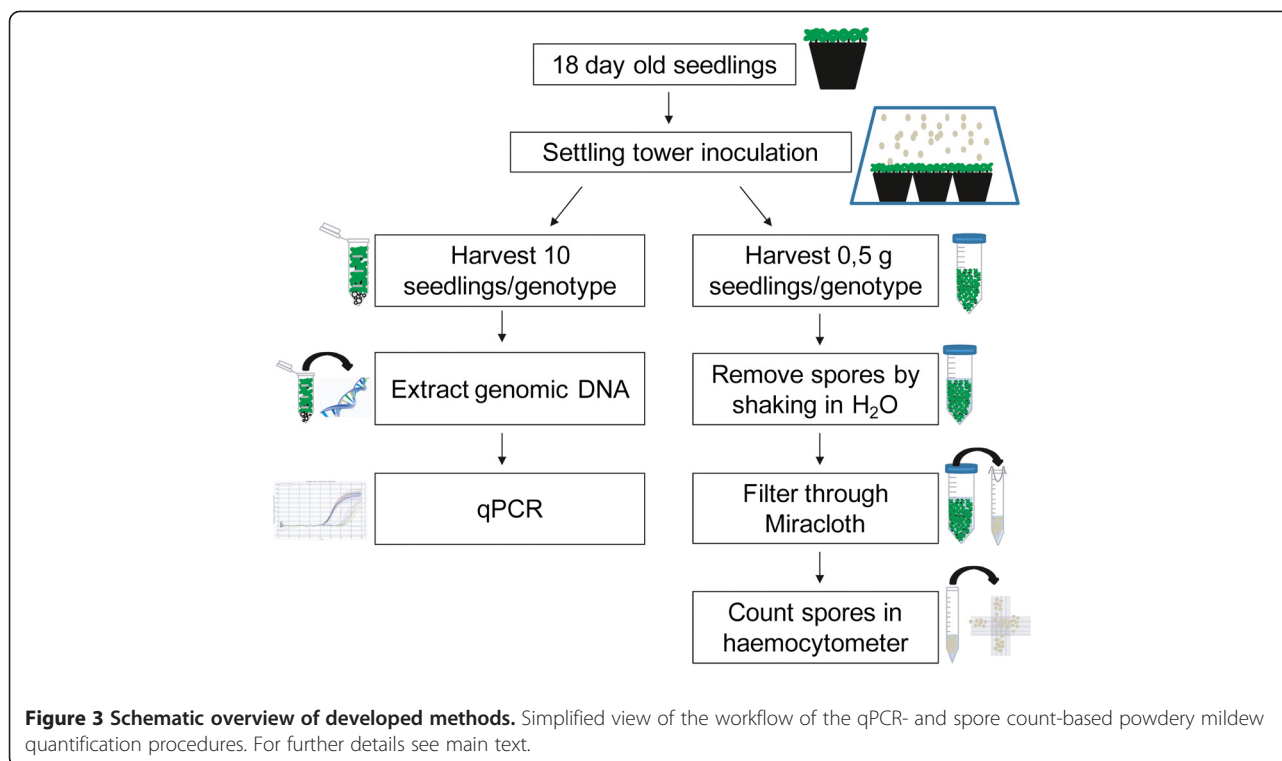 18 day old seedlings
Settling tower inoculation
Harvest 10
seedlings/genotype
Extract genomic DNA
qPCR
Harvest 0,5 g
seedlings/genotype
Remove spores by
shaking in H₂O
Filter through
Miracloth
Count spores in
haemocytometer
Figure 3 Schematic overview of developed methods. Simplified view of the workflow of the qPCR- and spore count-based powdery mildew
quantification procedures. For further details see main text.